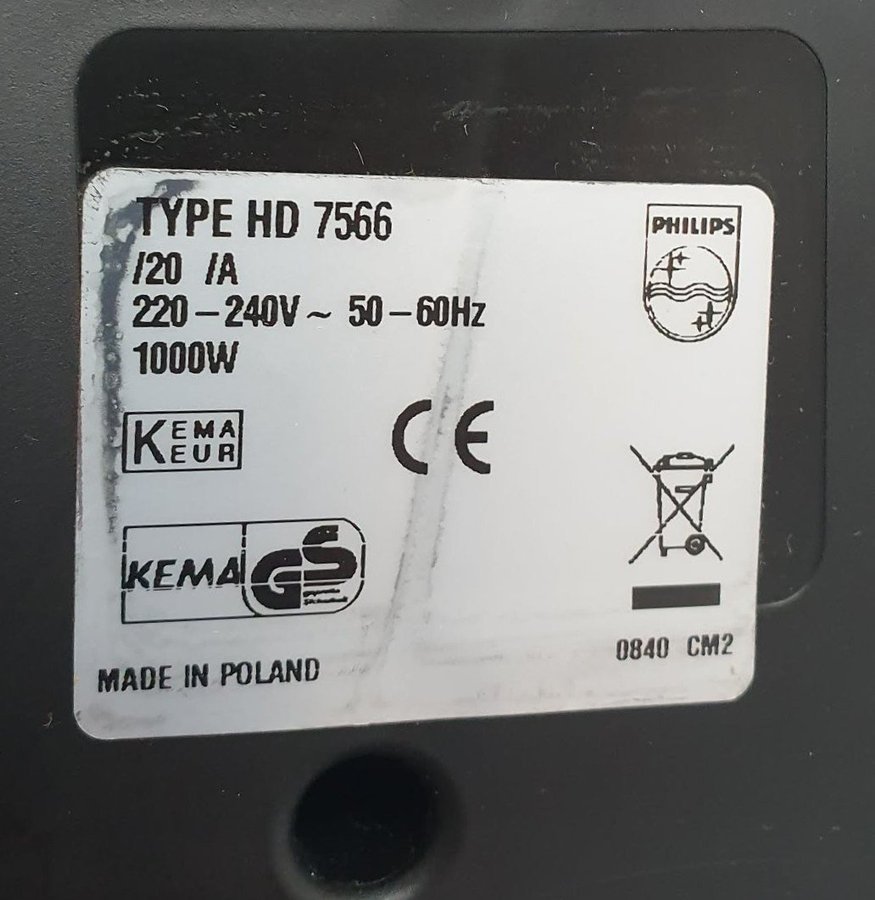 TYPE HD 7566
/20 /A
220-240V~ 50-60Hz
1000W
PHILIPS
KEMA
EUR
CE
KEMA
GS
MADE IN POLAND
0840 CM2